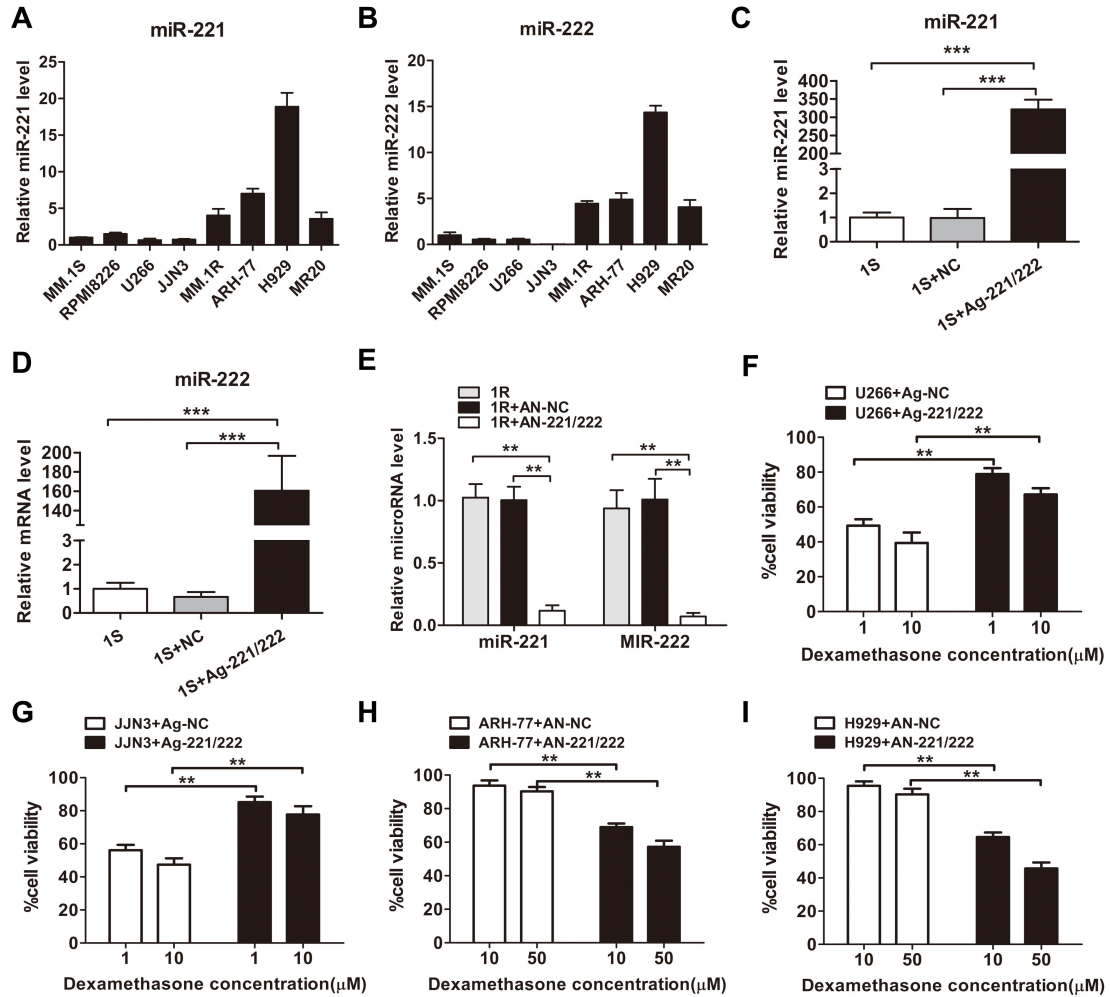 A
miR-221
Relative miR-221 level
25
20
15
10
5
0
MM.1S
RPMI8226
U266
JJN3
MM.1R
ARH-77
H929
MR20
B
miR-222
Relative miR-222 level
20
15
10
5
0
MM.1S
RPMI8226
U266
JJN3
MM.1R
ARH-77
H929
MR20
C
miR-221
***
***
Relative miR-221 level
400
350
300
250
200
3
2
1
0
1S
1S+NC
1S+Ag-221/222
D
miR-222
***
***
Relative mRNA level
200
180
160
140
3
2
1
0
1S
1S+NC
1S+Ag-221/222
E
1R
1R+AN-NC
1R+AN-221/222
Relative miicroRNA level
1.5
1.0
0.5
0.0
**
**
**
**
miR-221
MIR-222
F
U266+Ag-NC
U266+Ag-221/222
%cell viability
100
80
60
40
20
0
**
**
1 10 1 10
Dexamethasone concentration(μM)
G
JJN3+Ag-NC
JJN3+Ag-221/222
%cell viability
100
80
60
40
20
0
**
**
1 10 1 10
Dexamethasone concentration(μM)
H
ARH-77+AN-NC
ARH-77+AN-221/222
%cell viability
100
80
60
40
20
0
**
**
10 50 10 50
Dexamethasone concentration(μM)
I
H929+AN-NC
H929+AN-221/222
%cell viability
100
80
60
40
20
0
**
**
10 50 10 50
Dexamethasone concentration(μM)